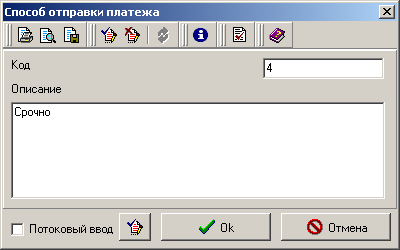 Способ отправки платежа
Код
4
Описание
Срочно
Потоковый ввод
Ok
Отмена